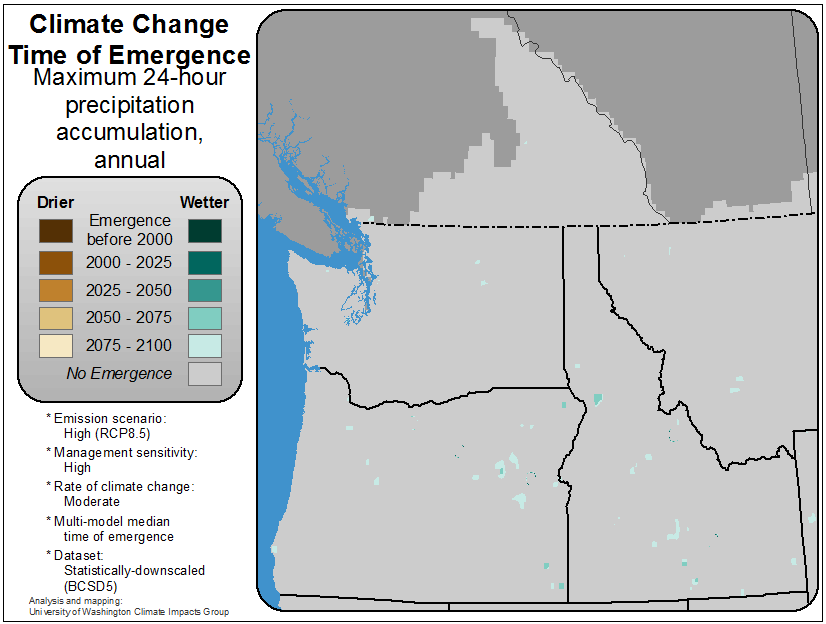 Climate Change
Time of Emergence
Maximum 24-hour
precipitation
accumulation,
annual
Drier Wetter
Emergence
before 2000
2000 - 2025
2025 - 2050
2050 - 2075
2075 - 2100
No Emergence
* Emission scenario:
High (RCP8.5)
* Management sensitivity:
High
* Rate of climate change:
Moderate
* Multi-model median
time of emergence
* Dataset:
Statistically-downscaled
(BCSD5)
Analysis and mapping:
University of Washington Climate Impacts Group